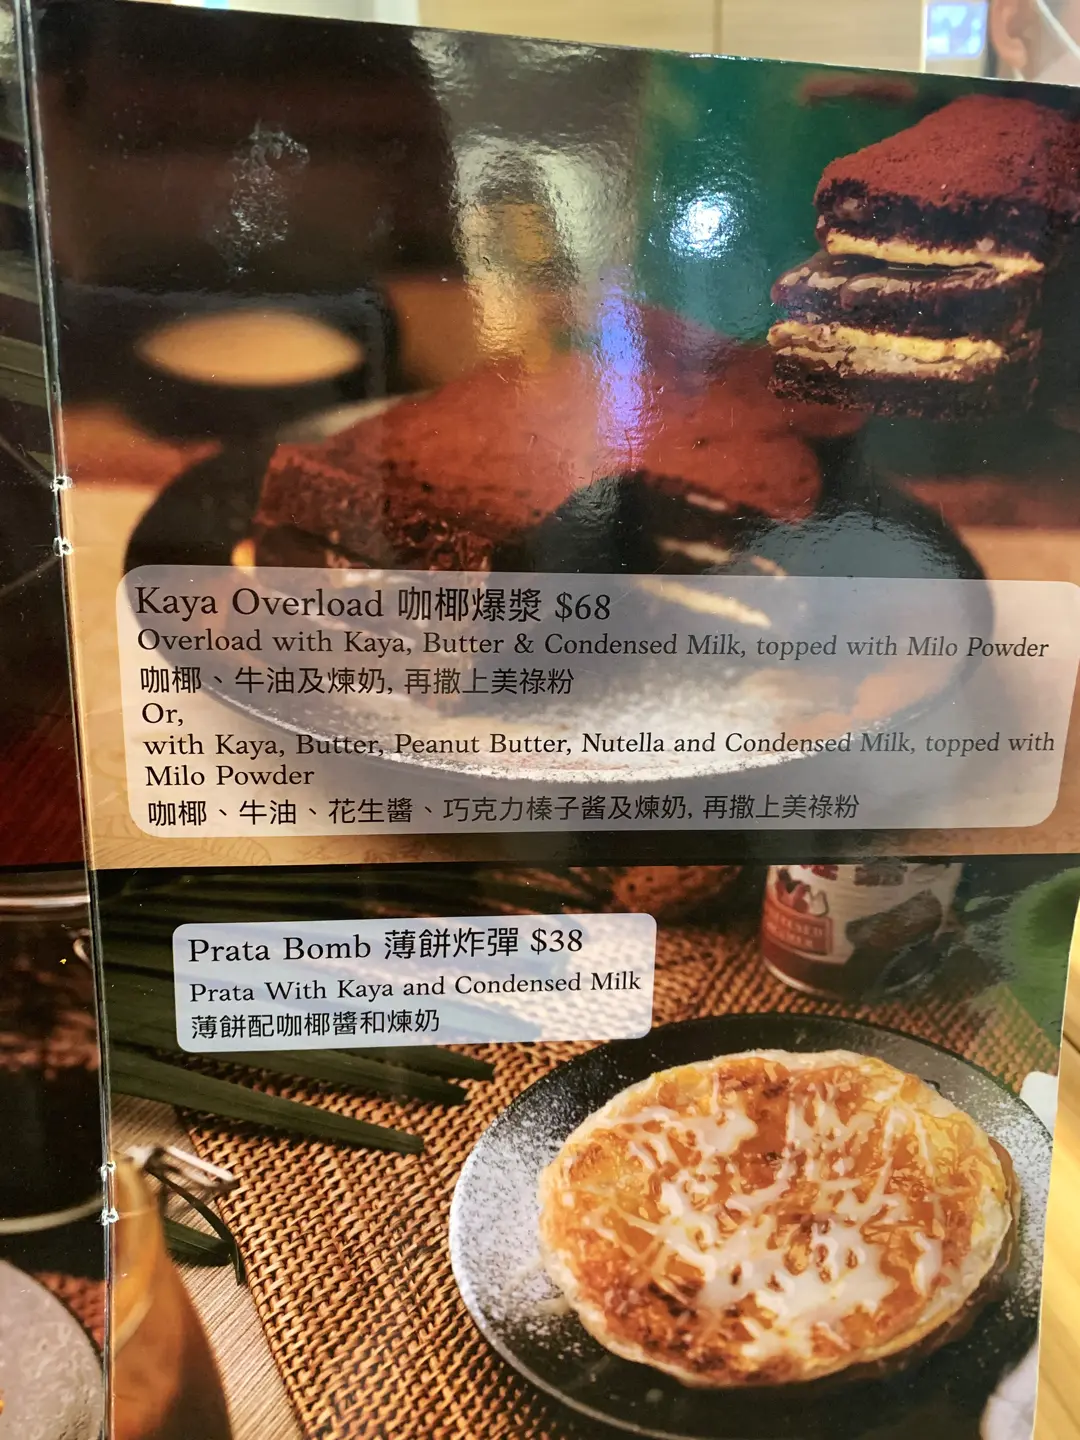 Kaya Overload 咖椰爆漿 $68
Overload with Kaya, Butter & Condensed Milk, topped with Milo Powder
咖椰、牛油及煉奶, 再撒上美祿粉
Or,
with Kaya, Butter, Peanut Butter, Nutella and Condensed Milk, topped with
Milo Powder
咖椰、牛油、花生醬、巧克力榛子醬及煉奶, 再撒上美祿粉
Prata Bomb 薄餅炸彈 $38
Prata With Kaya and Condensed Milk
薄餅配咖椰醬和煉奶